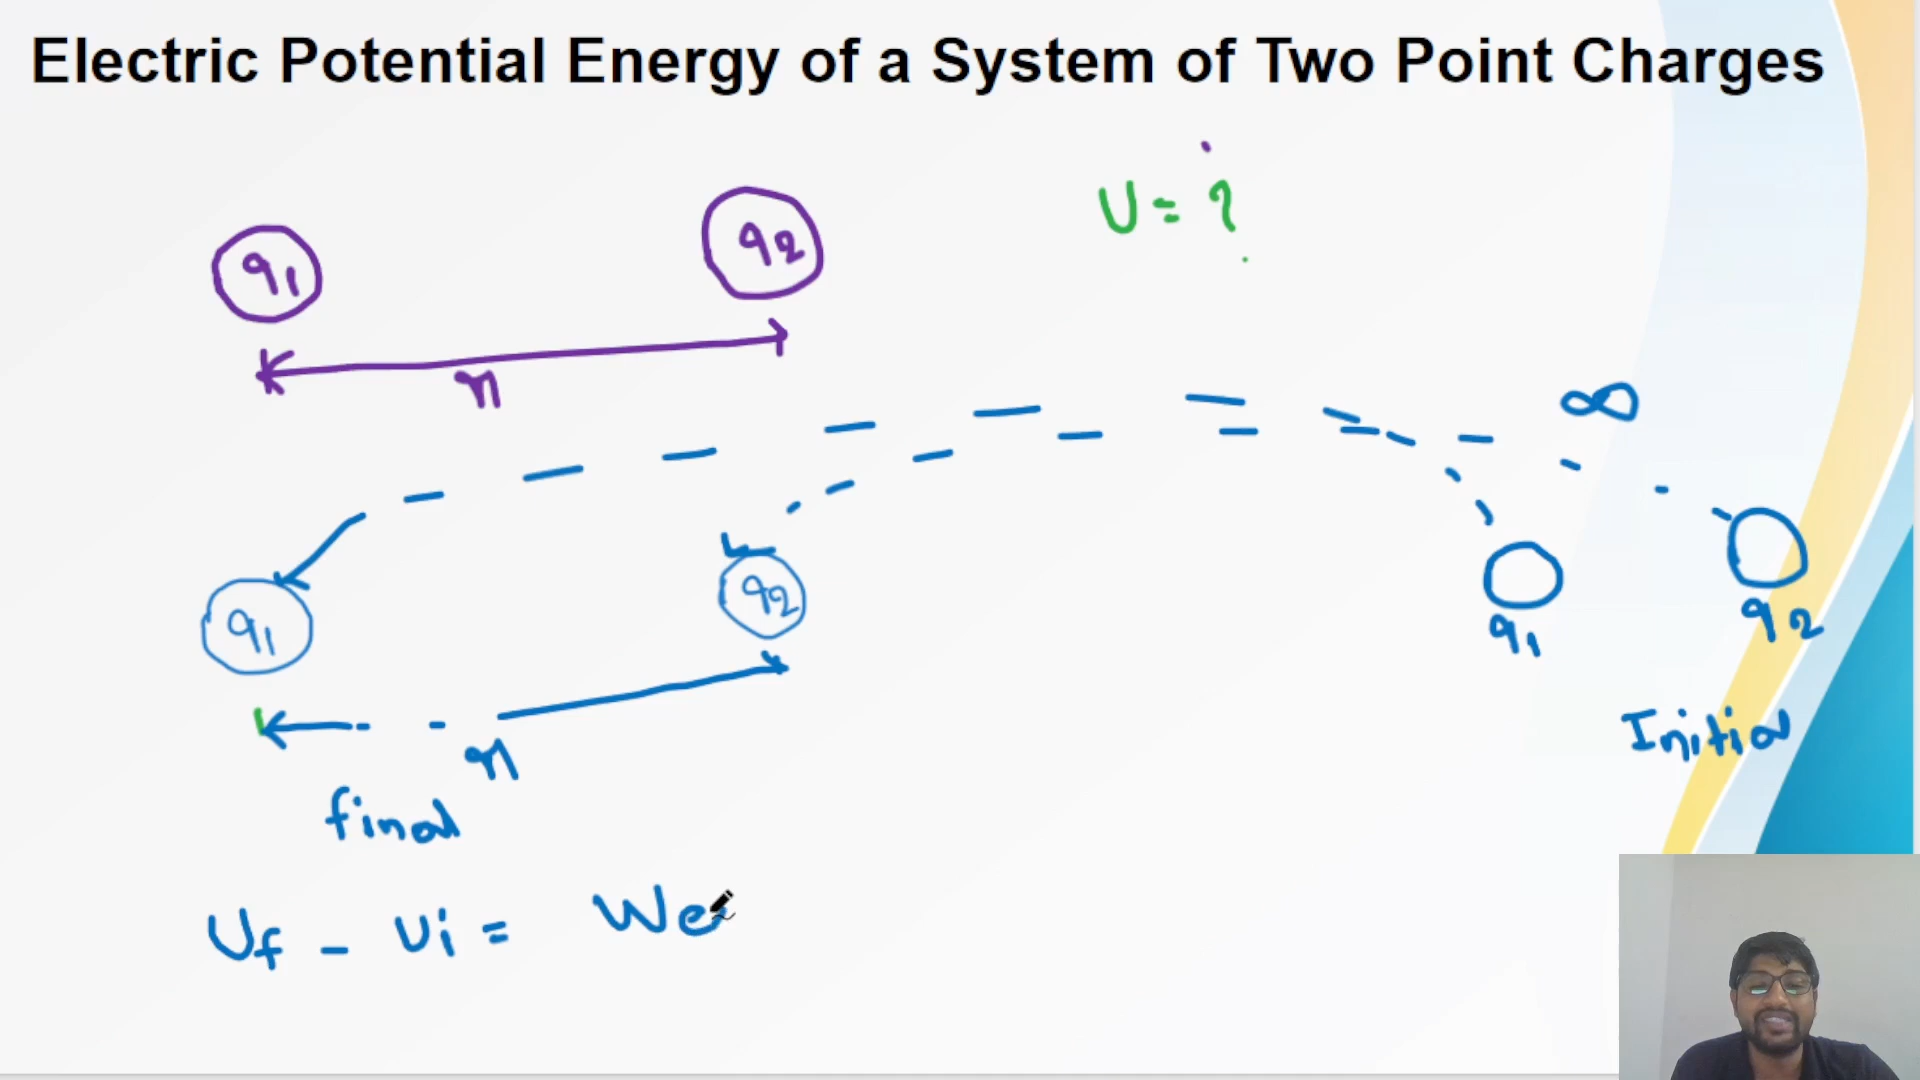 Electric Potential Energy of a System of Two Point Charges
U = ?
q1
q2
r
∞
q1
q2
q1
q2
r
Initial
final
Uf - Ui = We